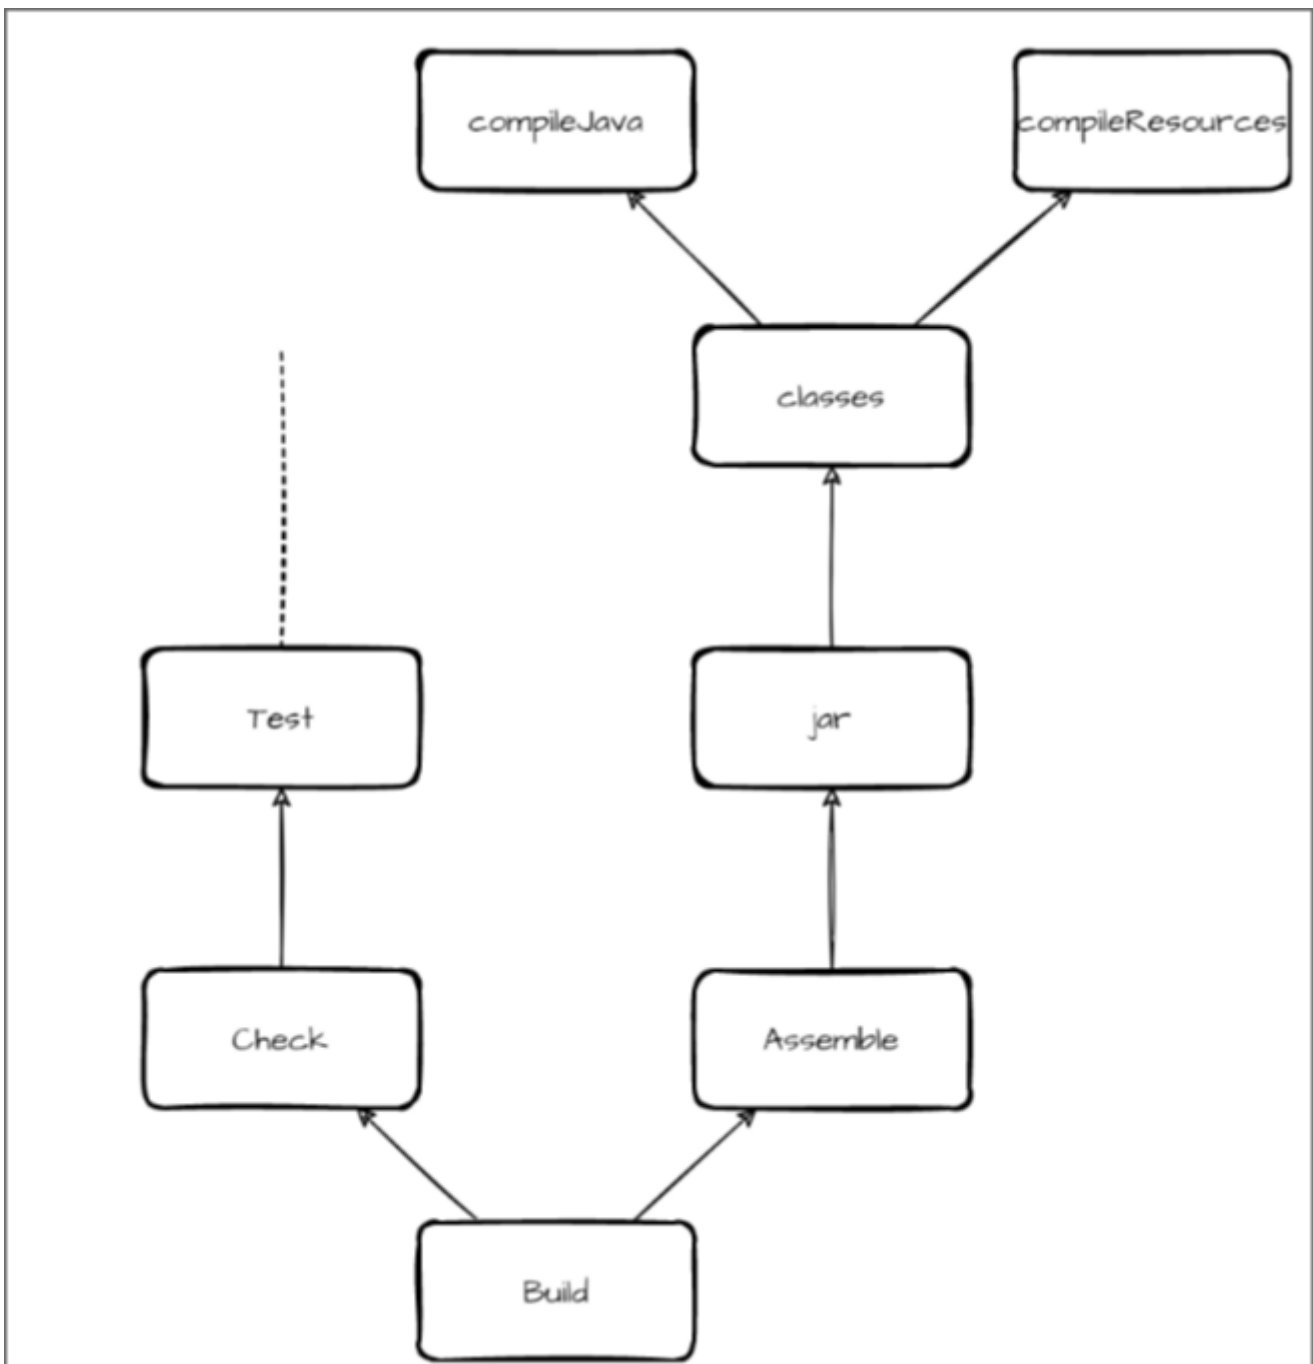 compileJava
compileResources
classes
Test
jar
Check
Assemble
Build